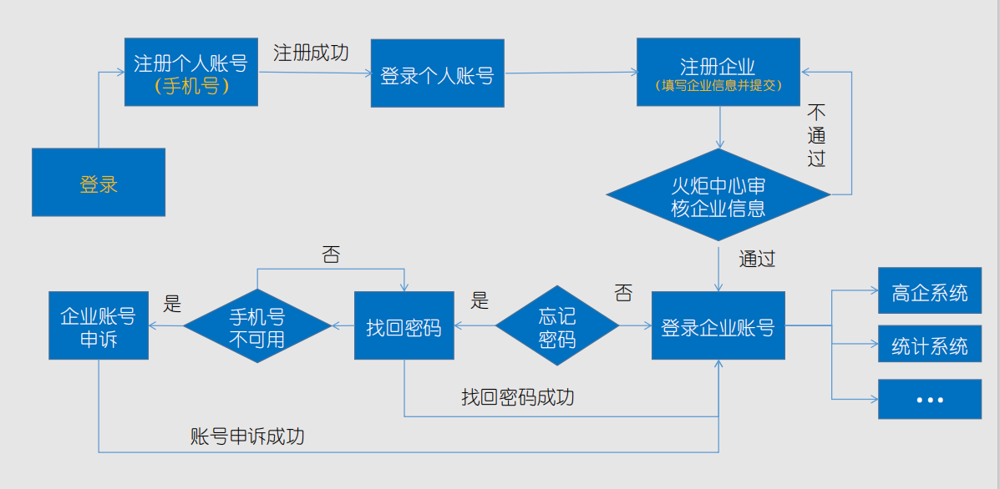 注册个人账号
（手机号）
注册成功
登录个人账号
注册企业
（填写企业信息并提交）
不
通
过
登录
火炬中心审
核企业信息
通过
否
是
企业账号
申诉
手机号
不可用
找回密码
是
忘记
密码
否
登录企业账号
高企系统
统计系统
•••
找回密码成功
账号申诉成功